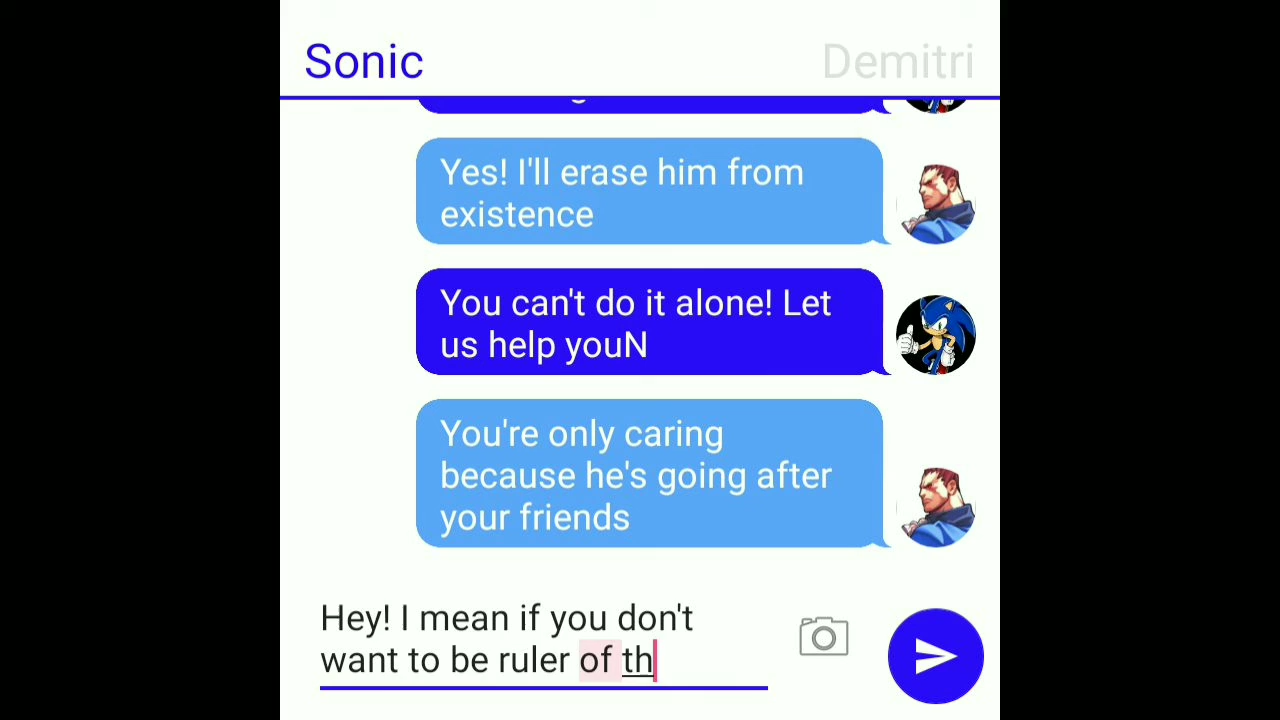 Sonic
Demitri
Yes! I'll erase him from
existence
You can't do it alone! Let
us help youN
You're only caring
because he's going after
your friends
Hey! I mean if you don't
want to be ruler of th